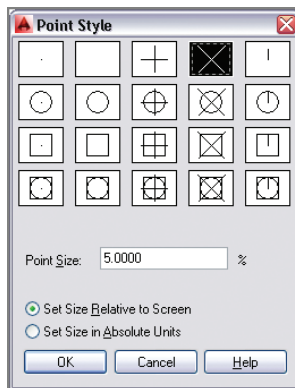 Point Style
Point Size: 5.0000 %
Set Size Relative to Screen
Set Size in Absolute Units
OK Cancel Help